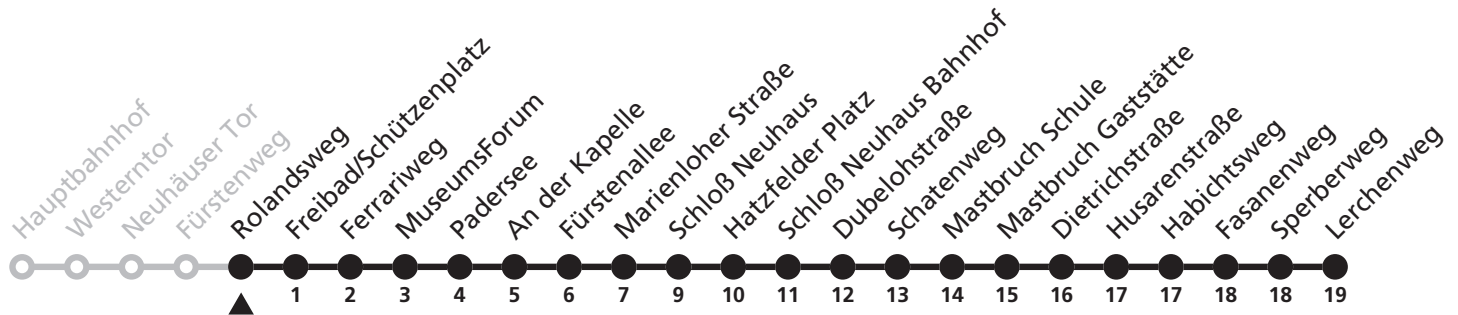 Hauptbahnhof
Westerntor
Neuhäuser Tor
Fürstenweg
Rolandsweg
Freibad/Schützenplatz
Ferrariweg
MuseumsForum
Padersee
An der Kapelle
Fürstenallee
Marienloher Straße
Schloß Neuhaus
Hatzfelder Platz
Schloß Neuhaus Bahnhof
Dubelohstraße
Schatenweg
Mastbruch Schule
Mastbruch Gaststätte
Dietrichstraße
Husarenstraße
Habichtsweg
Fasanenweg
Sperberweg
Lerchenweg
1 2 3 4 5 6 7 9 10 11 12 13 14 15 16 17 17 18 18 19